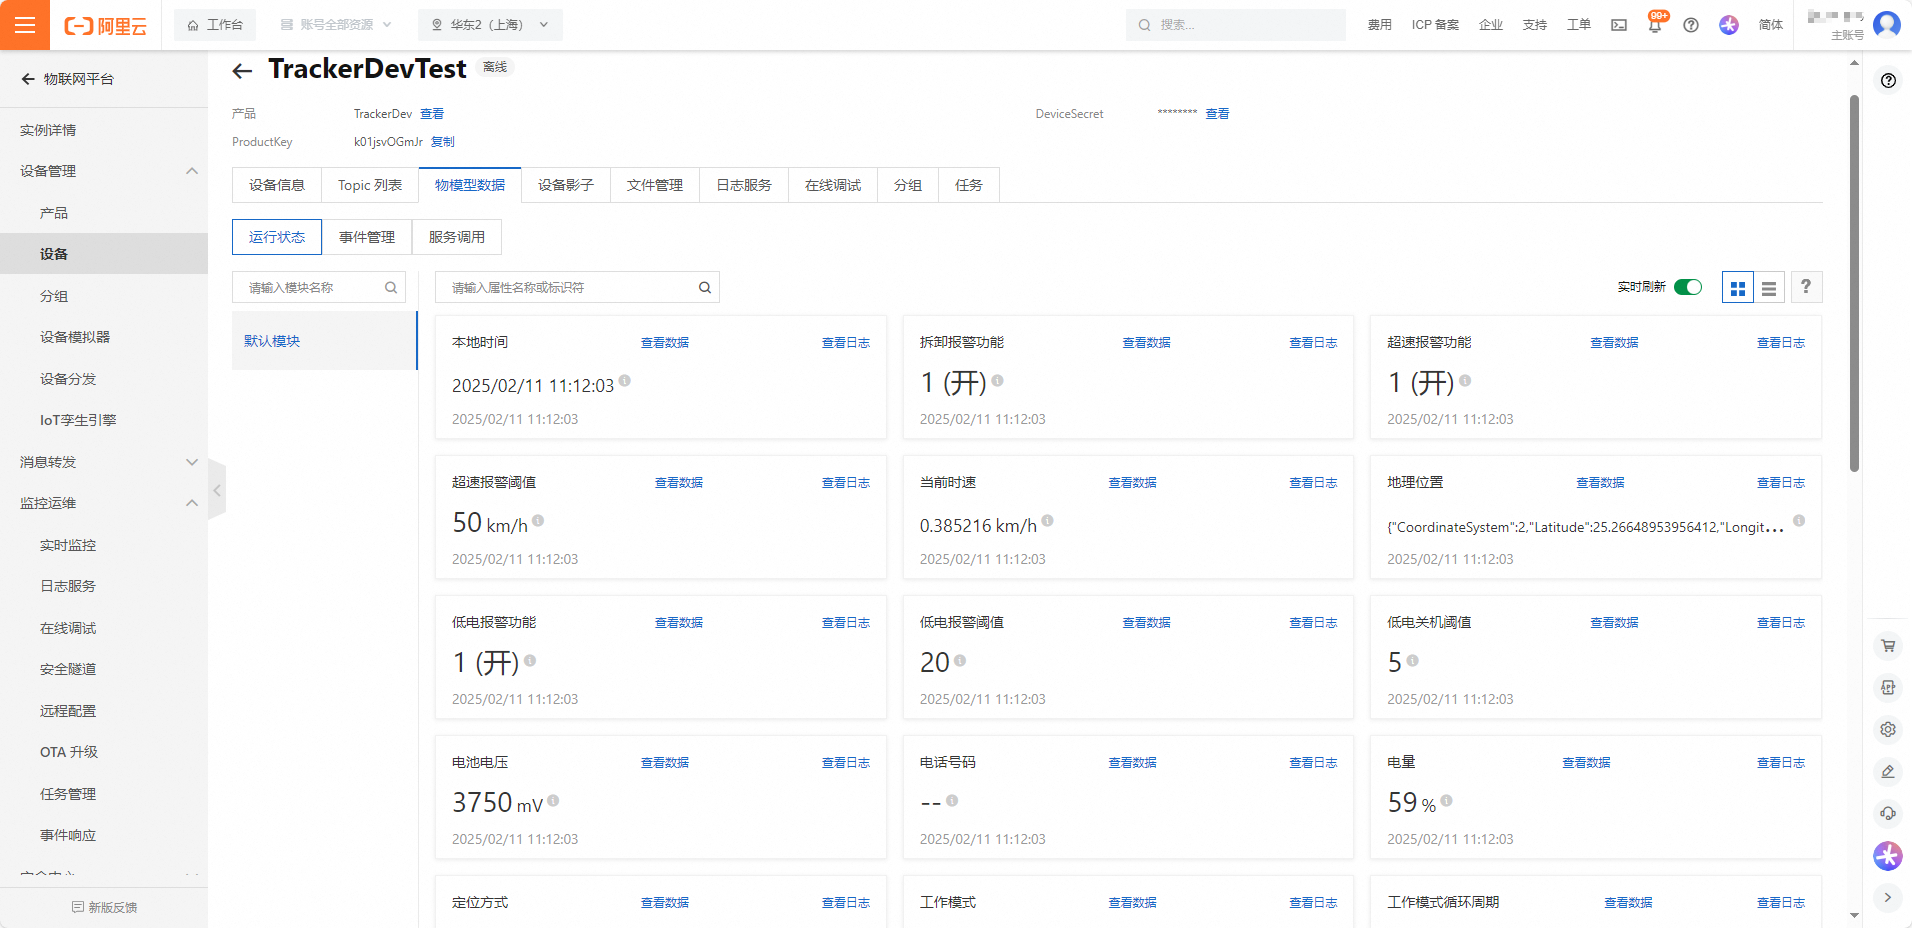 阿里云
工作台
账号全部资源
华东2（上海）
搜索...
费用
ICP 备案
企业
支持
工单
99+
简体
主账号
物联网平台
实例详情
设备管理
产品
设备
分组
设备模拟器
设备分发
IoT孪生引擎
消息转发
监控运维
实时监控
日志服务
在线调试
安全隧道
远程配置
OTA 升级
任务管理
事件响应
新版反馈
TrackerDevTest 离线
产品 TrackerDev 查看
DeviceSecret ******** 查看
ProductKey k01jsvOGmJr 复制
设备信息 Topic 列表 物模型数据 设备影子 文件管理 日志服务 在线调试 分组 任务
运行状态 事件管理 服务调用
请输入模块名称
请输入属性名称或标识符
实时刷新
?
默认模块
本地时间 查看数据 查看日志
2025/02/11 11:12:03
2025/02/11 11:12:03
拆卸报警功能 查看数据 查看日志
1 (开)
2025/02/11 11:12:03
超速报警功能 查看数据 查看日志
1 (开)
2025/02/11 11:12:03
超速报警阈值 查看数据 查看日志
50 km/h
2025/02/11 11:12:03
当前时速 查看数据 查看日志
0.385216 km/h
2025/02/11 11:12:03
地理位置 查看数据 查看日志
{"CoordinateSystem":2,"Latitude":25.26648953956412,"Longit...
2025/02/11 11:12:03
低电报警功能 查看数据 查看日志
1 (开)
2025/02/11 11:12:03
低电报警阈值 查看数据 查看日志
20
2025/02/11 11:12:03
低电关机阈值 查看数据 查看日志
5
2025/02/11 11:12:03
电池电压 查看数据 查看日志
3750 mV
2025/02/11 11:12:03
电话号码 查看数据 查看日志
--
2025/02/11 11:12:03
电量 查看数据 查看日志
59 %
2025/02/11 11:12:03
定位方式 查看数据 查看日志
工作模式 查看数据 查看日志
工作模式循环周期 查看数据 查看日志